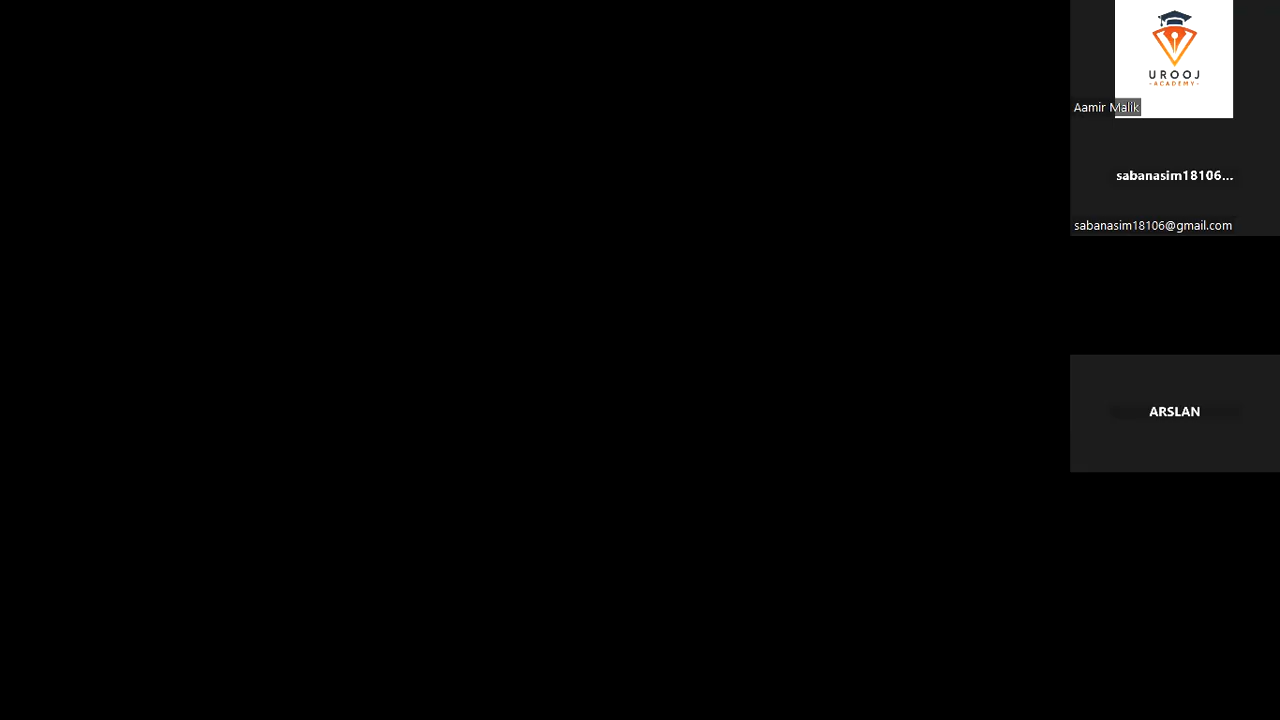 UROOJ
-ACADEMY-
Aamir Malik
sabanasim18106...
sabanasim18106@gmail.com
ARSLAN